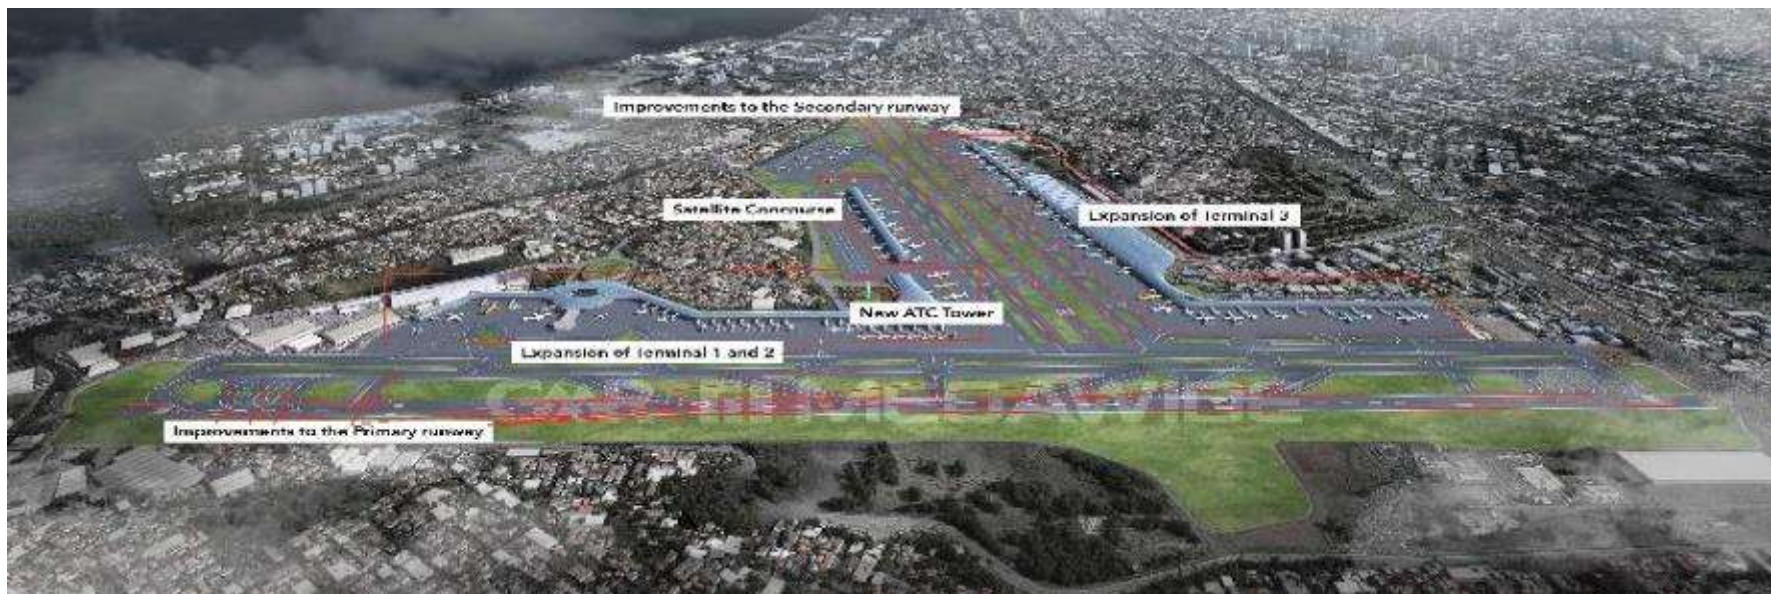 Improvements to the Secondary runway
Satellite Concourse
Expansion of Terminal 3
New ATC Tower
Expansion of Terminal 1 and 2
MEGAWIDE
Improvements to the Primary runway